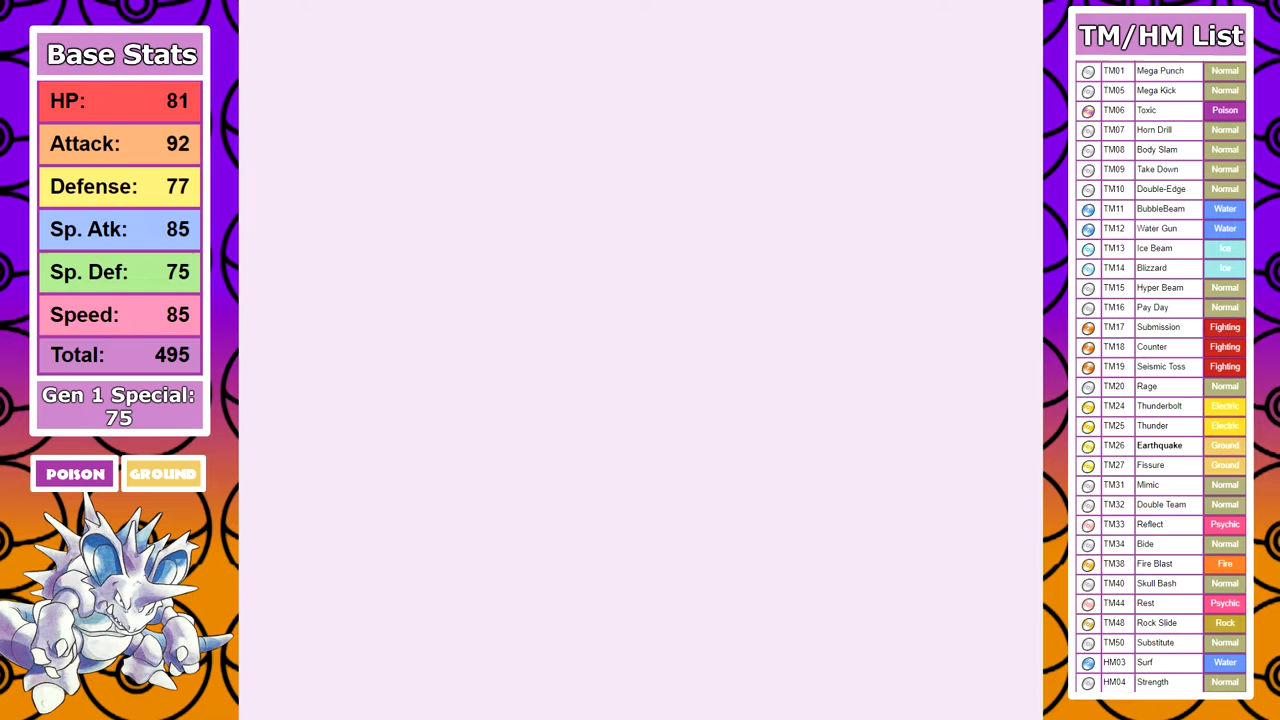 Base Stats
HP: 81
Attack: 92
Defense: 77
Sp. Atk: 85
Sp. Def: 75
Speed: 85
Total: 495
Gen 1 Special:
75
POISON GROUND
TM/HM List
TM01 Mega Punch Normal
TM05 Mega Kick Normal
TM06 Toxic Poison
TM07 Horn Drill Normal
TM08 Body Slam Normal
TM09 Take Down Normal
TM10 Double-Edge Normal
TM11 BubbleBeam Water
TM12 Water Gun Water
TM13 Ice Beam Ice
TM14 Blizzard Ice
TM15 Hyper Beam Normal
TM16 Pay Day Normal
TM17 Submission Fighting
TM18 Counter Fighting
TM19 Seismic Toss Fighting
TM20 Rage Normal
TM24 Thunderbolt Electric
TM25 Thunder Electric
TM26 Earthquake Ground
TM27 Fissure Ground
TM31 Mimic Normal
TM32 Double Team Normal
TM33 Reflect Psychic
TM34 Bide Normal
TM38 Fire Blast Fire
TM40 Skull Bash Normal
TM44 Rest Psychic
TM48 Rock Slide Rock
TM50 Substitute Normal
HM03 Surf Water
HM04 Strength Normal